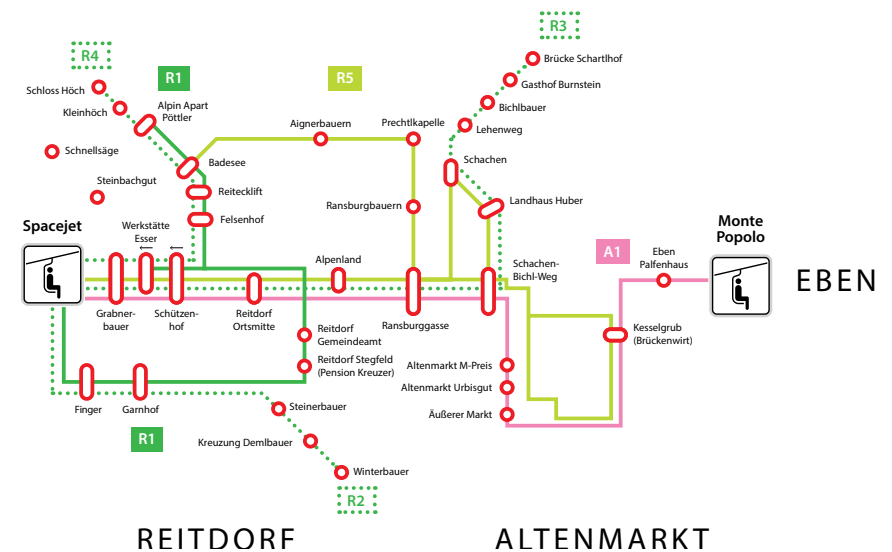 R3
R4
R1
R5
Brücke Schartlhof
Gasthof Burnstein
Schloss Höch
Kleinhöch
Alpin Apart
Pöttler
Bichlbauer
Aignerbauern
Prechtlkapelle
Lehenweg
Schnellsäge
Badesee
Schachen
Steinbachgut
Reitecklift
Ransburgbauern
Landhaus Huber
Spacejet
Werkstätte
Esser
Felsenhof
Monte
Popolo
A1
Eben
Palfenhaus
Alpenland
Schachen-
Bichl-Weg
EBEN
Grabner-
bauer
Schützen-
hof
Reitdorf
Ortsmitte
Ransburggasse
Reitdorf
Gemeindeamt
Kesselgrub
(Brückenwirt)
Reitdorf Stegfeld
(Pension Kreuzer)
Altenmarkt M-Preis
Altenmarkt Urbisgut
Äußerer Markt
Finger
Garnhof
Steinerbauer
R1
Kreuzung Demlbauer
Winterbauer
R2
REITDORF
ALTENMARKT